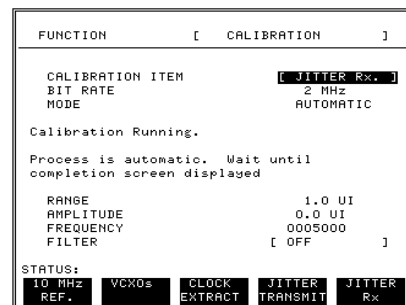 FUNCTION [ CALIBRATION ]
CALIBRATION ITEM [ JITTER Rx. ]
BIT RATE 2 MHz
MODE AUTOMATIC
Calibration Running.
Process is automatic. Wait until
completion screen displayed
RANGE 1.0 UI
AMPLITUDE 0.0 UI
FREQUENCY 0005000
FILTER [ OFF ]
STATUS:
10 MHz VCXOs CLOCK JITTER JITTER
REF. EXTRACT TRANSMIT Rx